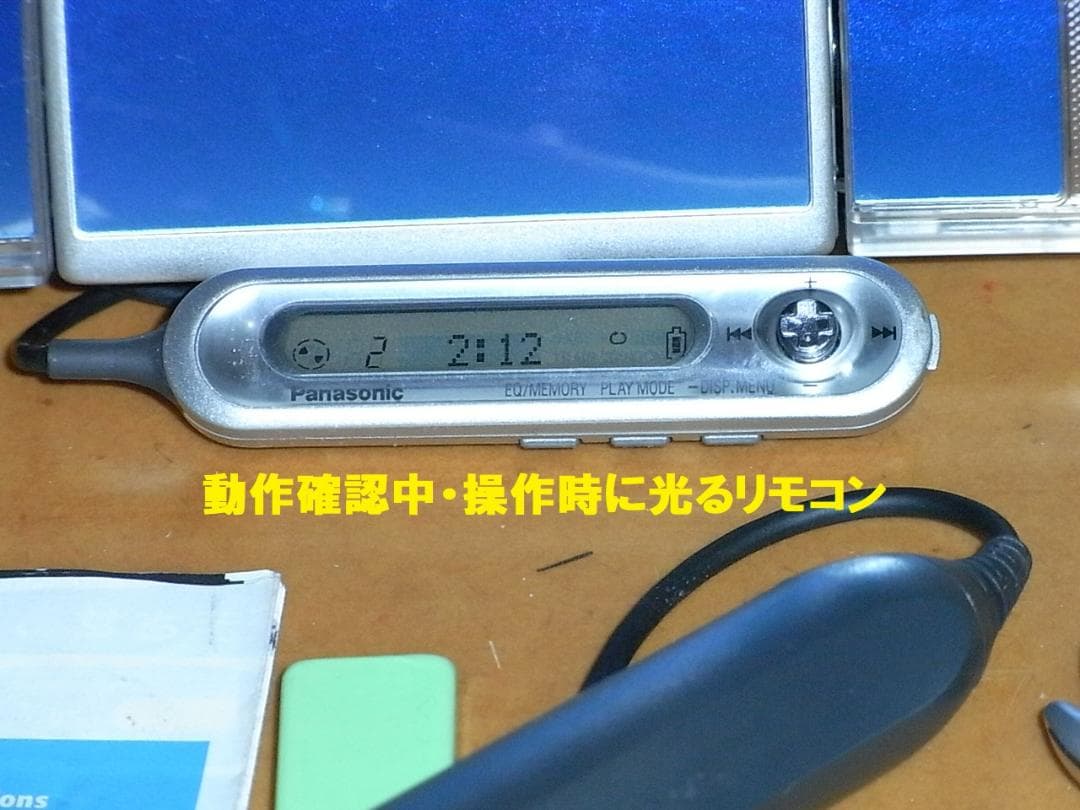 2 2:12
Panasonic EQ/MEMORY PLAY MODE −DISP.MENU
動作確認中・操作時に光るリモコン
ons